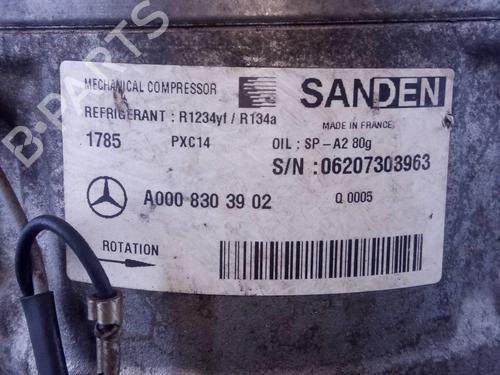 B-PARTS
MECHANICAL COMPRESSOR
SANDEN
REFRIGERANT : R1234yf / R134a
MADE IN FRANCE
1785 PXC14 OIL : SP - A2 80g
S/N : 06207303963
A000 830 39 02 Q 0005
ROTATION